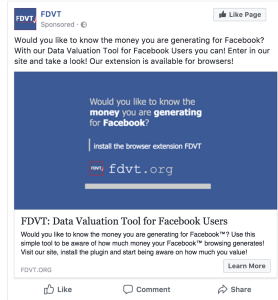 FDVT
Like Page
Sponsored ·
Would you like to know the money you are generating for Facebook?
With our Data Valuation Tool for Facebook Users you can! Enter in our
site and take a look! Our extension is available for browsers!
Would you like to know the
money you are generating
for Facebook?
install the browser extension FDVT
FDVT fdvt.org
FDVT: Data Valuation Tool for Facebook Users
Would you like to know the money you are generating for Facebook™? Use this
simple tool to be aware of how much money your Facebook™ browsing generates!
Visit our site, install the plugin and start being aware on how much you value!
FDVT.ORG
Learn More
Like Comment Share